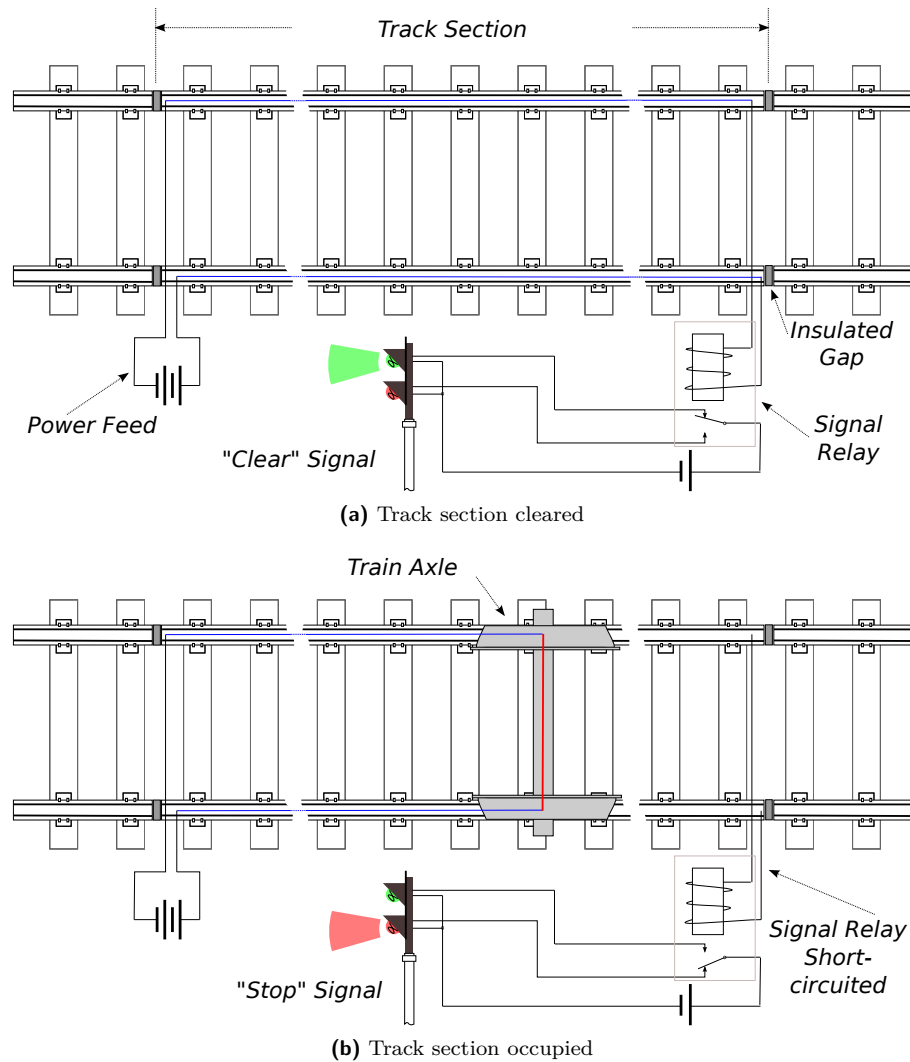 Track Section
Insulated
Gap
Power Feed
Signal
Relay
"Clear" Signal
(a) Track section cleared
Train Axle
Signal Relay
Short-
circuited
"Stop" Signal
(b) Track section occupied